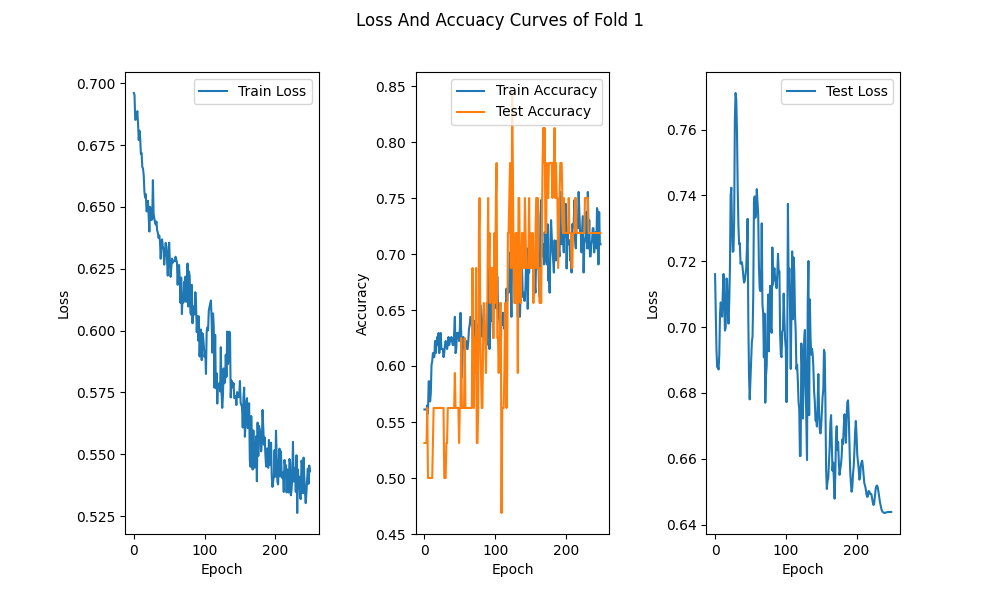 Loss And Accuacy Curves of Fold 1
0.700
0.675
0.650
0.625
0.600
0.575
0.550
0.525
Loss
Train Loss
0 100 200
Epoch
0.85
0.80
0.75
0.70
0.65
0.60
0.55
0.50
0.45
Accuracy
Train Accuracy
Test Accuracy
0 100 200
Epoch
0.76
0.74
0.72
0.70
0.68
0.66
0.64
Loss
Test Loss
0 100 200
Epoch